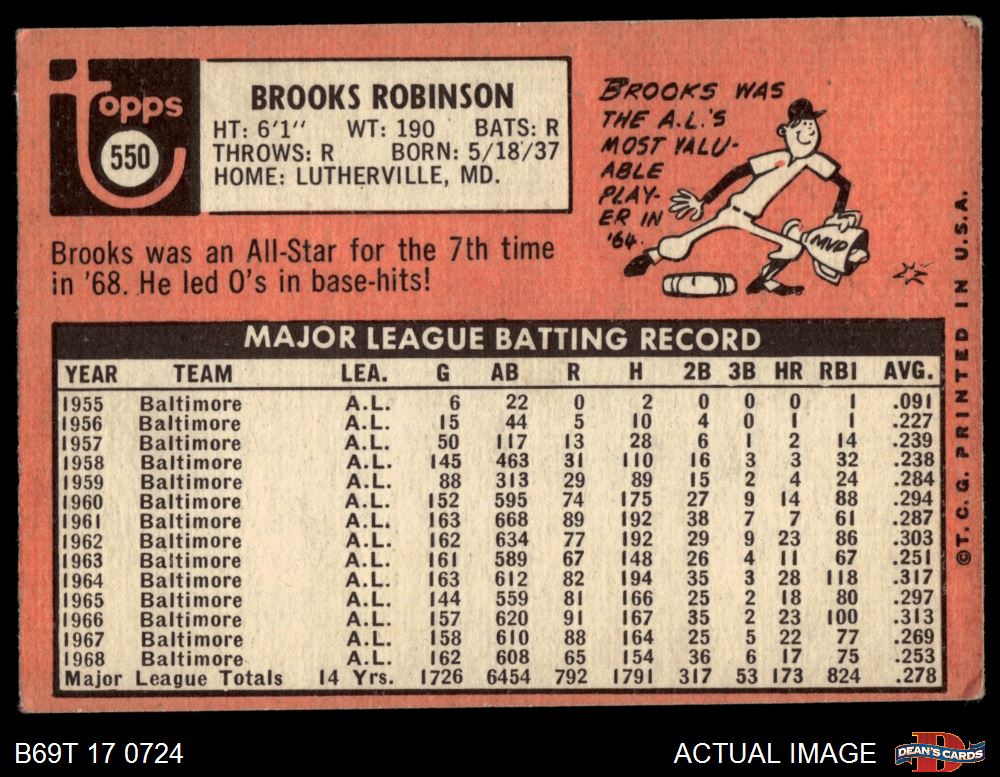 topps
550
BROOKS ROBINSON
HT: 6'1" WT: 190 BATS: R
THROWS: R BORN: 5/18/37
HOME: LUTHERVILLE, MD.
BROOKS WAS
THE A.L.'S
MOST VALU-
ABLE
PLAY-
ER IN
'64.
MVP
Brooks was an All-Star for the 7th time
in '68. He led O's in base-hits!
MAJOR LEAGUE BATTING RECORD
YEAR TEAM LEA. G AB R H 2B 3B HR RBI AVG.
1955 Baltimore A.L. 6 22 0 2 0 0 0 1 .091
1956 Baltimore A.L. 15 44 5 10 4 0 1 1 .227
1957 Baltimore A.L. 50 117 13 28 6 1 2 14 .239
1958 Baltimore A.L. 145 463 31 110 16 3 3 32 .238
1959 Baltimore A.L. 88 313 29 89 15 2 4 24 .284
1960 Baltimore A.L. 152 595 74 175 27 9 14 88 .294
1961 Baltimore A.L. 163 668 89 192 38 7 7 61 .287
1962 Baltimore A.L. 162 634 77 192 29 9 23 86 .303
1963 Baltimore A.L. 161 589 67 148 26 4 11 67 .251
1964 Baltimore A.L. 163 612 82 194 35 3 28 118 .317
1965 Baltimore A.L. 144 559 81 166 25 2 18 80 .297
1966 Baltimore A.L. 157 620 91 167 35 2 23 100 .313
1967 Baltimore A.L. 158 610 88 164 25 5 22 77 .269
1968 Baltimore A.L. 162 608 65 154 36 6 17 75 .253
Major League Totals 14 Yrs. 1726 6454 792 1791 317 53 173 824 .278
©T.C.G. PRINTED IN U.S.A.
B69T 17 0724
ACTUAL IMAGE
DEAN'S CARDS